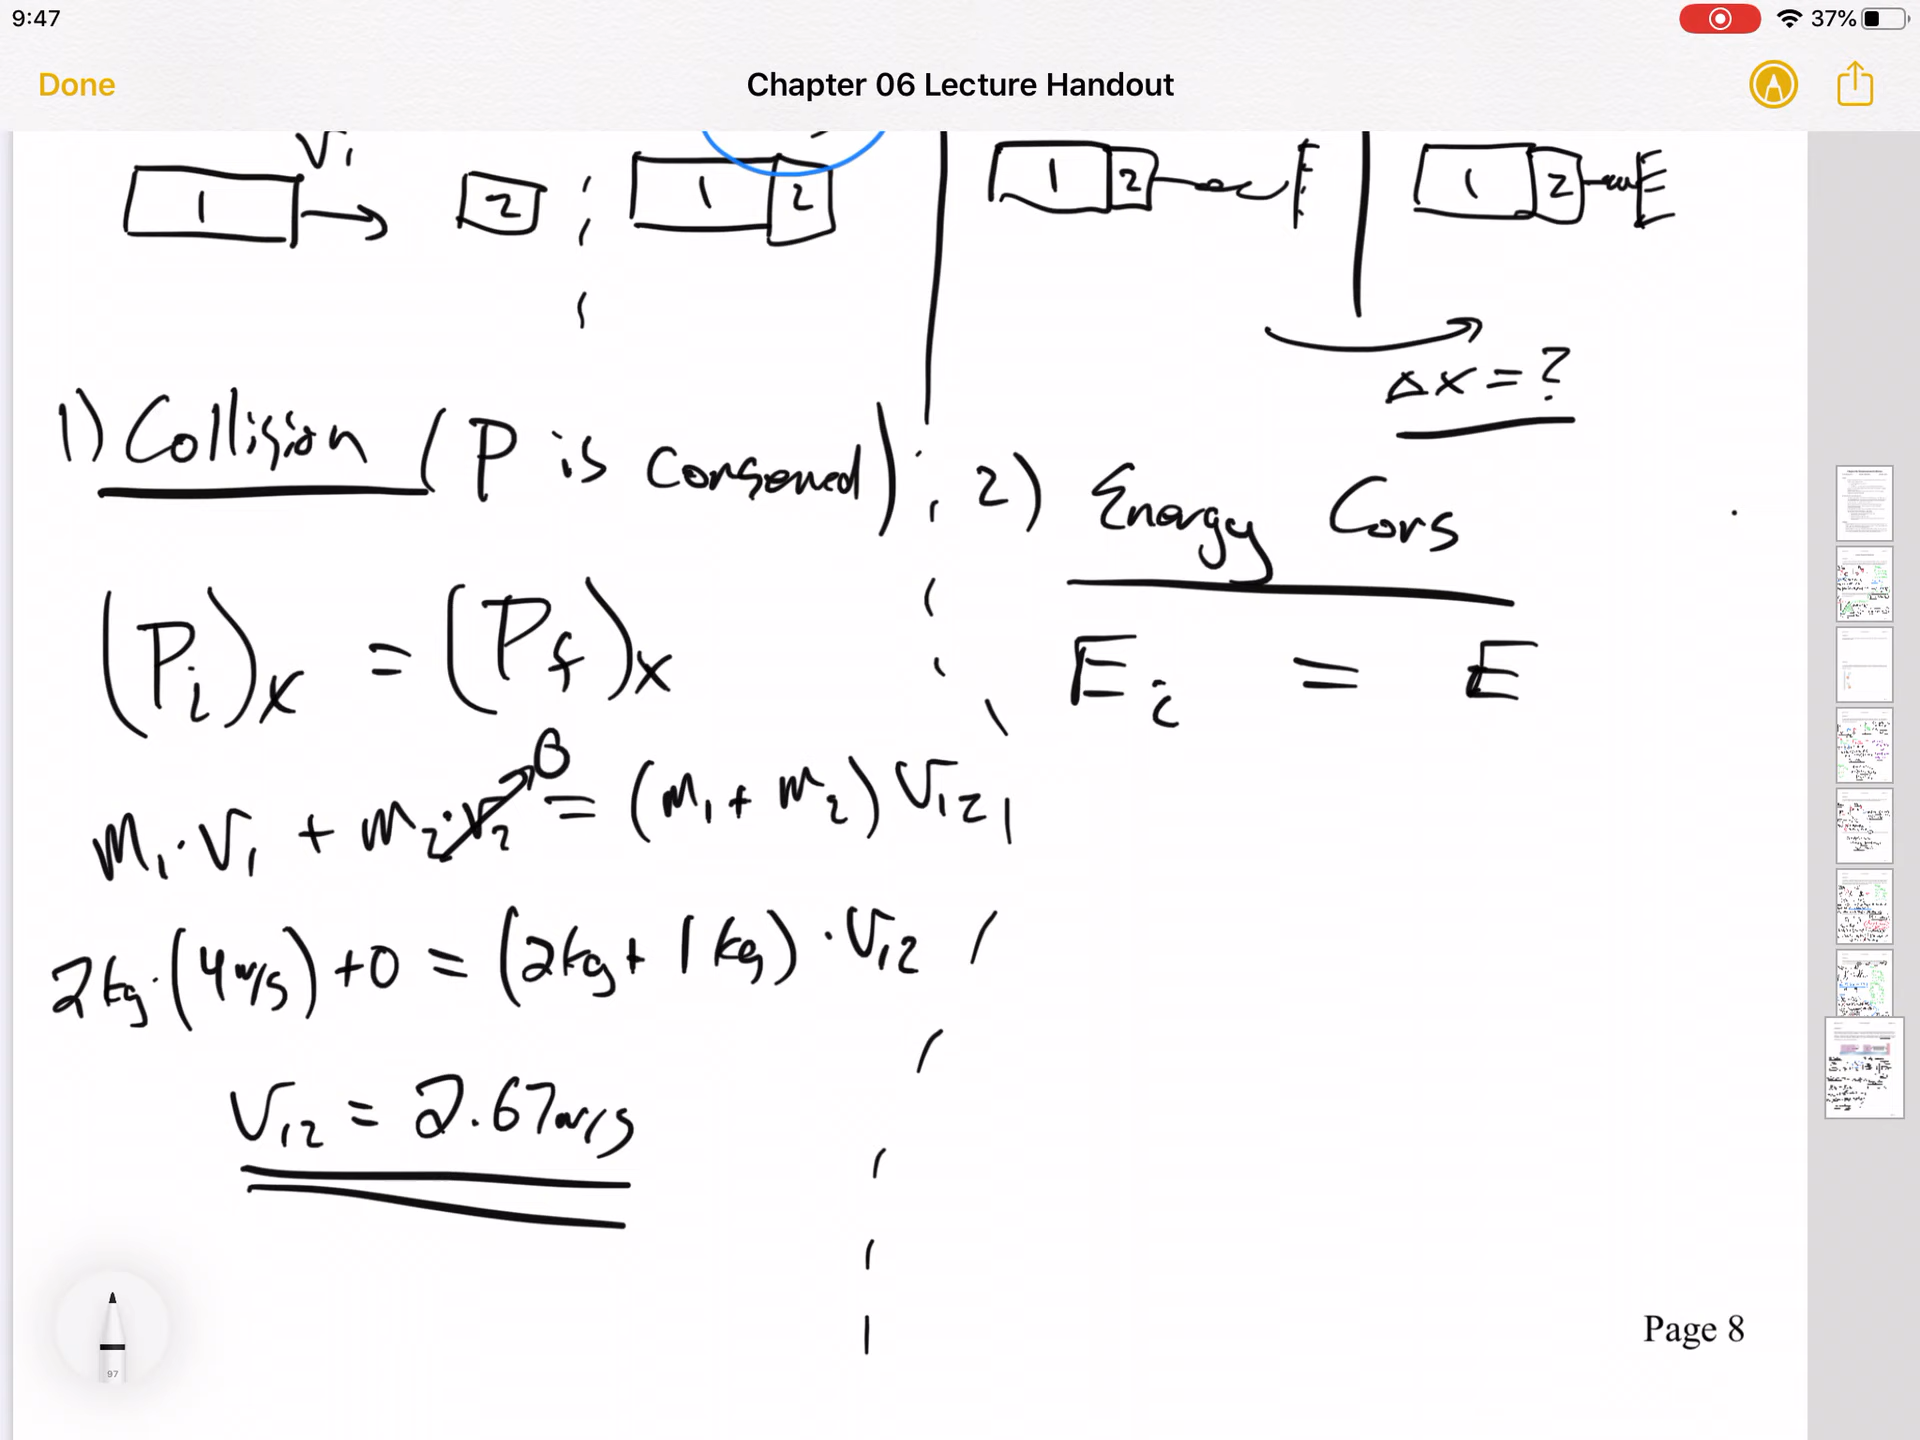 9:47
37%
Done
Chapter 06 Lecture Handout
V1
1
2
1
2
1
2
1
2
Δx = ?
1) Collision (P is conserved)
2) Energy Cons
(Pi)x = (Pf)x
Ei = E
m1·V1 + m2·V2 0 = (m1 + m2) V12
2kg·(4m/s) + 0 = (2kg + 1kg)·V12
V12 = 2.67m/s
97
Page 8